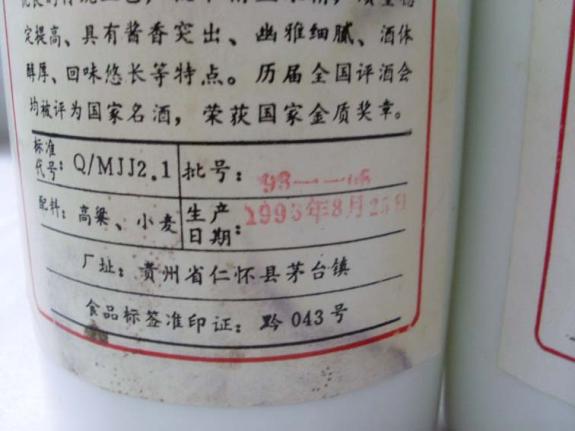 定提高、具有酱香突出、幽雅细腻、酒体
醇厚、回味悠长等特点。历届全国评酒会
均被评为国家名酒，荣获国家金质奖章。
标准代号：Q/MJJ2.1 批号：
配料：高粱、小麦 生产日期：1993年8月25日
厂址：贵州省仁怀县茅台镇
食品标签准印证：黔043号